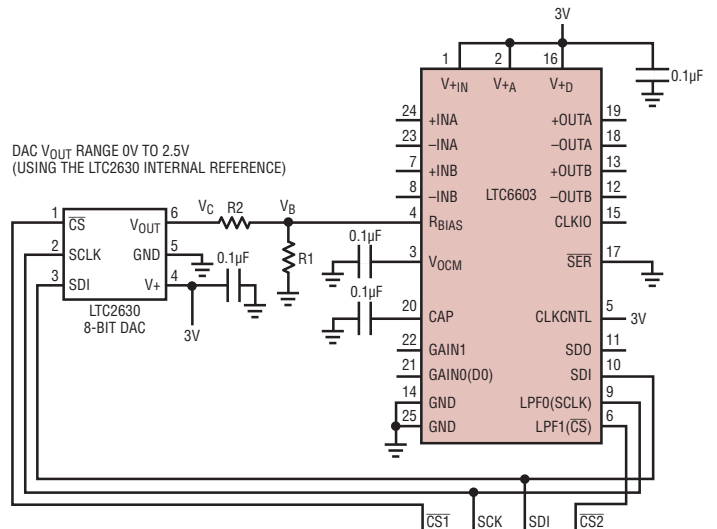 3V
1
2
16
V+IN
V+A
V+D
0.1µF
24
+INA
+OUTA
19
23
–INA
–OUTA
18
7
+INB
+OUTB
13
8
–INB
–OUTB
12
LTC6603
4
RBIAS
CLKIO
15
3
VOCM
SER
17
20
CAP
CLKCNTL
5
3V
22
GAIN1
SDO
11
21
GAIN0(D0)
SDI
10
14
GND
LPF0(SCLK)
9
25
GND
LPF1(CS)
6
DAC VOUT RANGE 0V TO 2.5V
(USING THE LTC2630 INTERNAL REFERENCE)
1
CS
VOUT
6
2
SCLK
GND
5
3
SDI
V+
4
LTC2630
8-BIT DAC
VC
R2
VB
R1
0.1µF
3V
0.1µF
0.1µF
CS1
SCK
SDI
CS2